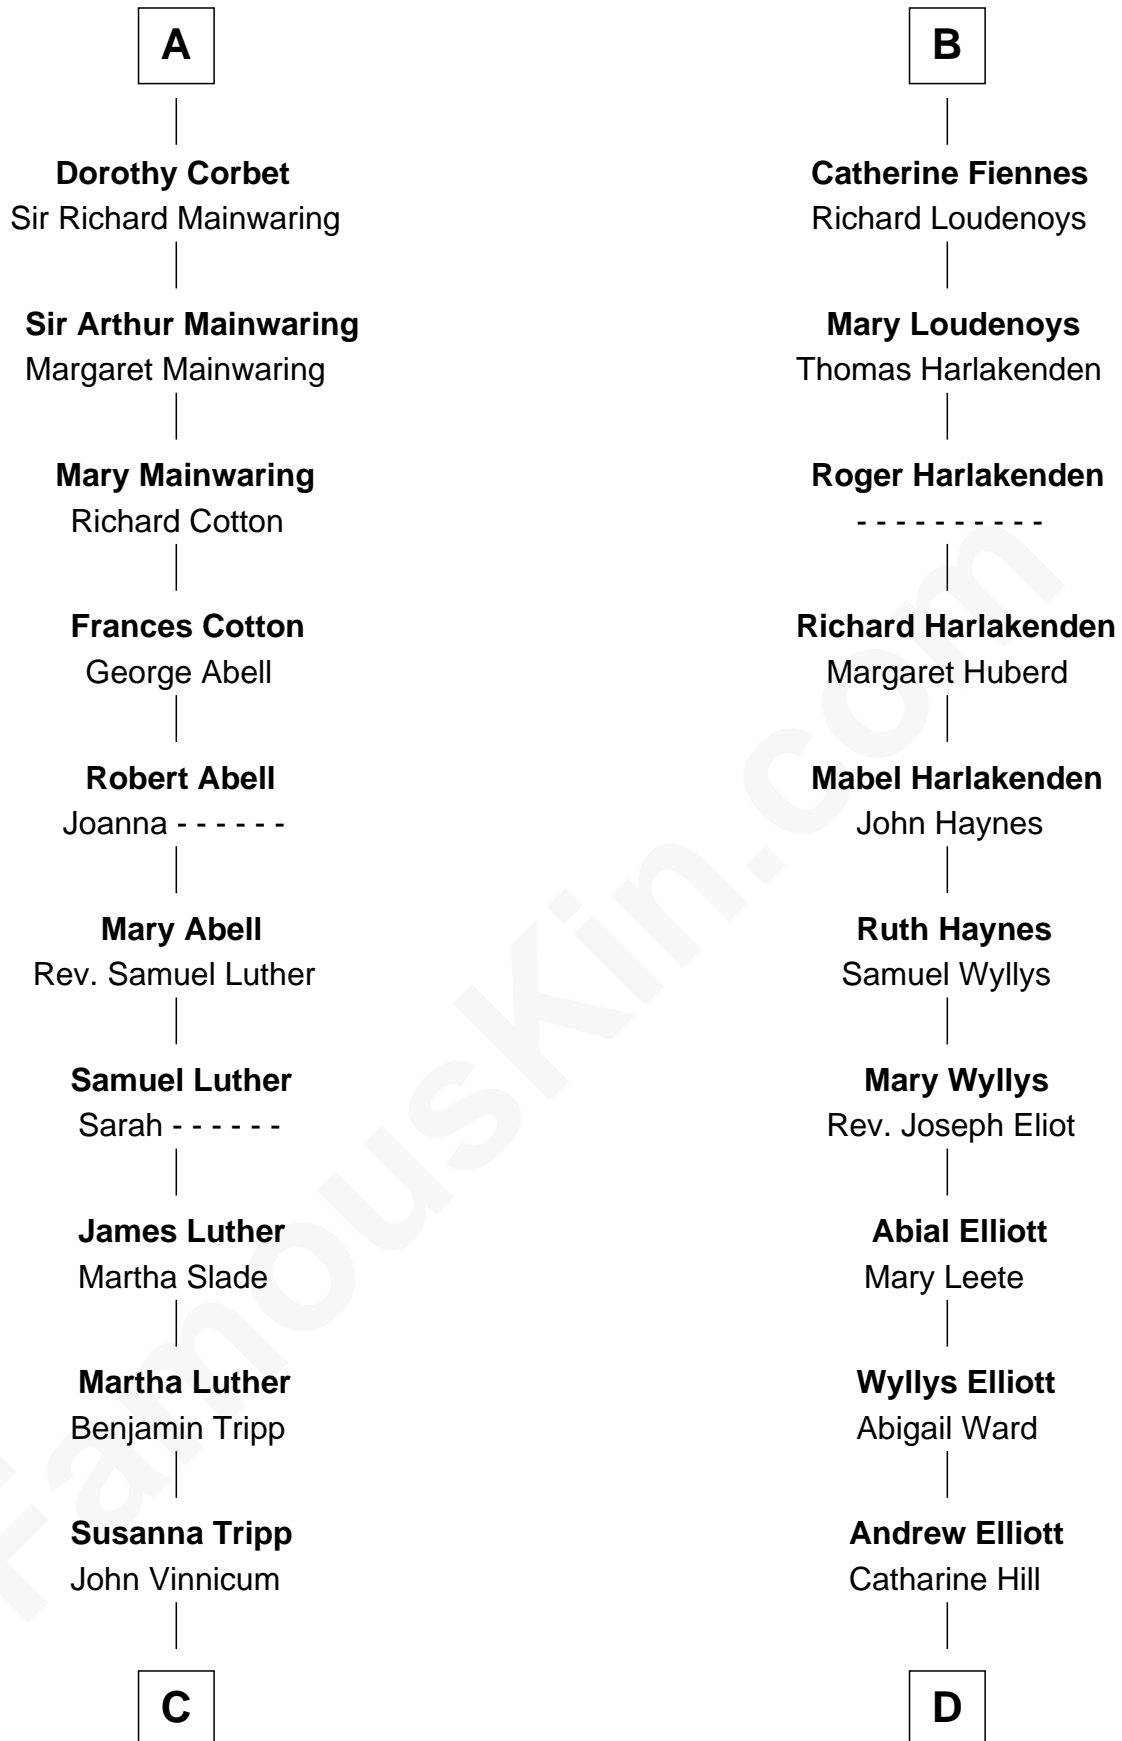 A
Dorothy Corbet
Sir Richard Mainwaring
Sir Arthur Mainwaring
Margaret Mainwaring
Mary Mainwaring
Richard Cotton
Frances Cotton
George Abell
Robert Abell
Joanna - - - - - -
Mary Abell
Rev. Samuel Luther
Samuel Luther
Sarah - - - - - -
James Luther
Martha Slade
Martha Luther
Benjamin Tripp
Susanna Tripp
John Vinnicum
C
B
Catherine Fiennes
Richard Loudenoys
Mary Loudenoys
Thomas Harlakenden
Roger Harlakenden
- - - - - - - - - -
Richard Harlakenden
Margaret Huberd
Mabel Harlakenden
John Haynes
Ruth Haynes
Samuel Wyllys
Mary Wyllys
Rev. Joseph Eliot
Abial Elliott
Mary Leete
Wyllys Elliott
Abigail Ward
Andrew Elliott
Catharine Hill
D
FamousKin.com